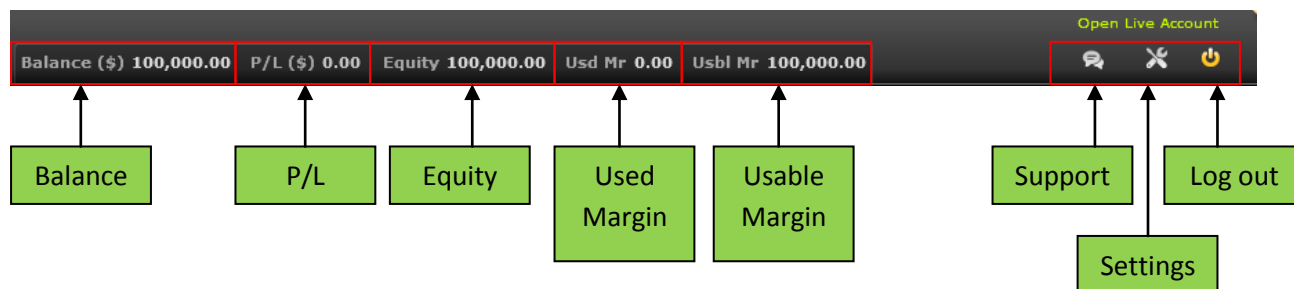 Open Live Account
Balance ($) 100,000.00 P/L ($) 0.00 Equity 100,000.00 Usd Mr 0.00 Usbl Mr 100,000.00
Balance
P/L
Equity
Used
Margin
Usable
Margin
Support
Log out
Settings